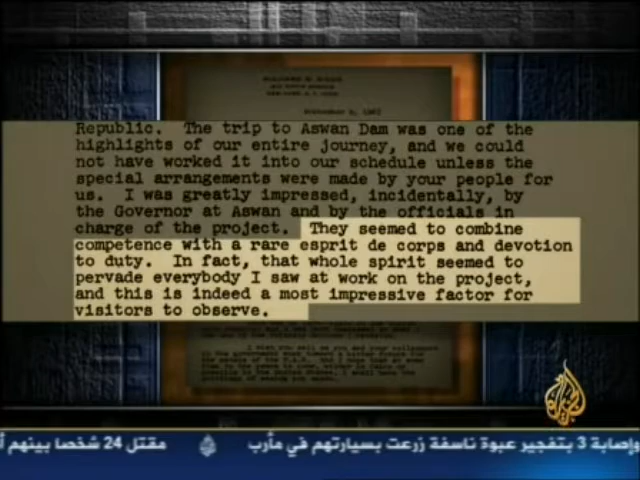 Republic. The trip to Aswan Dam was one of the
highlights of our entire journey, and we could
not have worked it into our schedule unless the
special arrangements were made by your people for
us. I was greatly impressed, incidentally, by
the Governor at Aswan and by the officials in
charge of the project. They seemed to combine
competence with a rare esprit de corps and devotion
to duty. In fact, that whole spirit seemed to
pervade everybody I saw at work on the project,
and this is indeed a most impressive factor for
visitors to observe.
الجزيرة
وإصابة 3 بتفجير عبوة ناسفة زرعت بسيارتهم في مأرب مقتل 24 شخصا بينهم